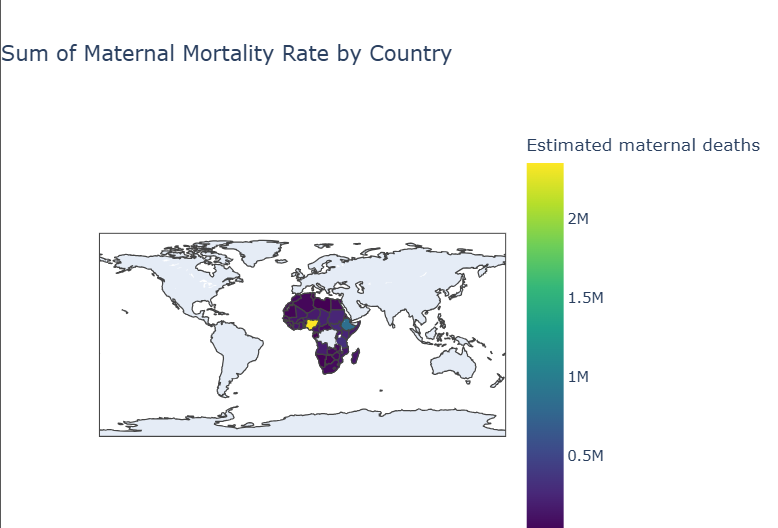 Sum of Maternal Mortality Rate by Country
Estimated maternal deaths
2M
1.5M
1M
0.5M